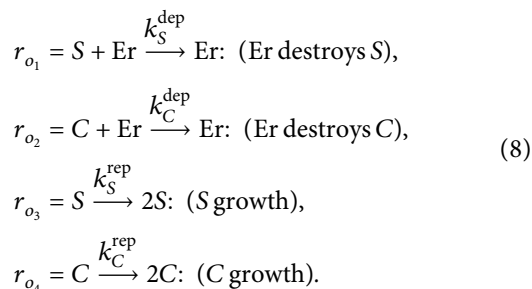 r_{o_1} = S + Er \xrightarrow{k_S^{dep}} Er: (Er destroys S),
r_{o_2} = C + Er \xrightarrow{k_C^{dep}} Er: (Er destroys C),
(8)
r_{o_3} = S \xrightarrow{k_S^{rep}} 2S: (S growth),
r_{o_4} = C \xrightarrow{k_C^{rep}} 2C: (C growth).